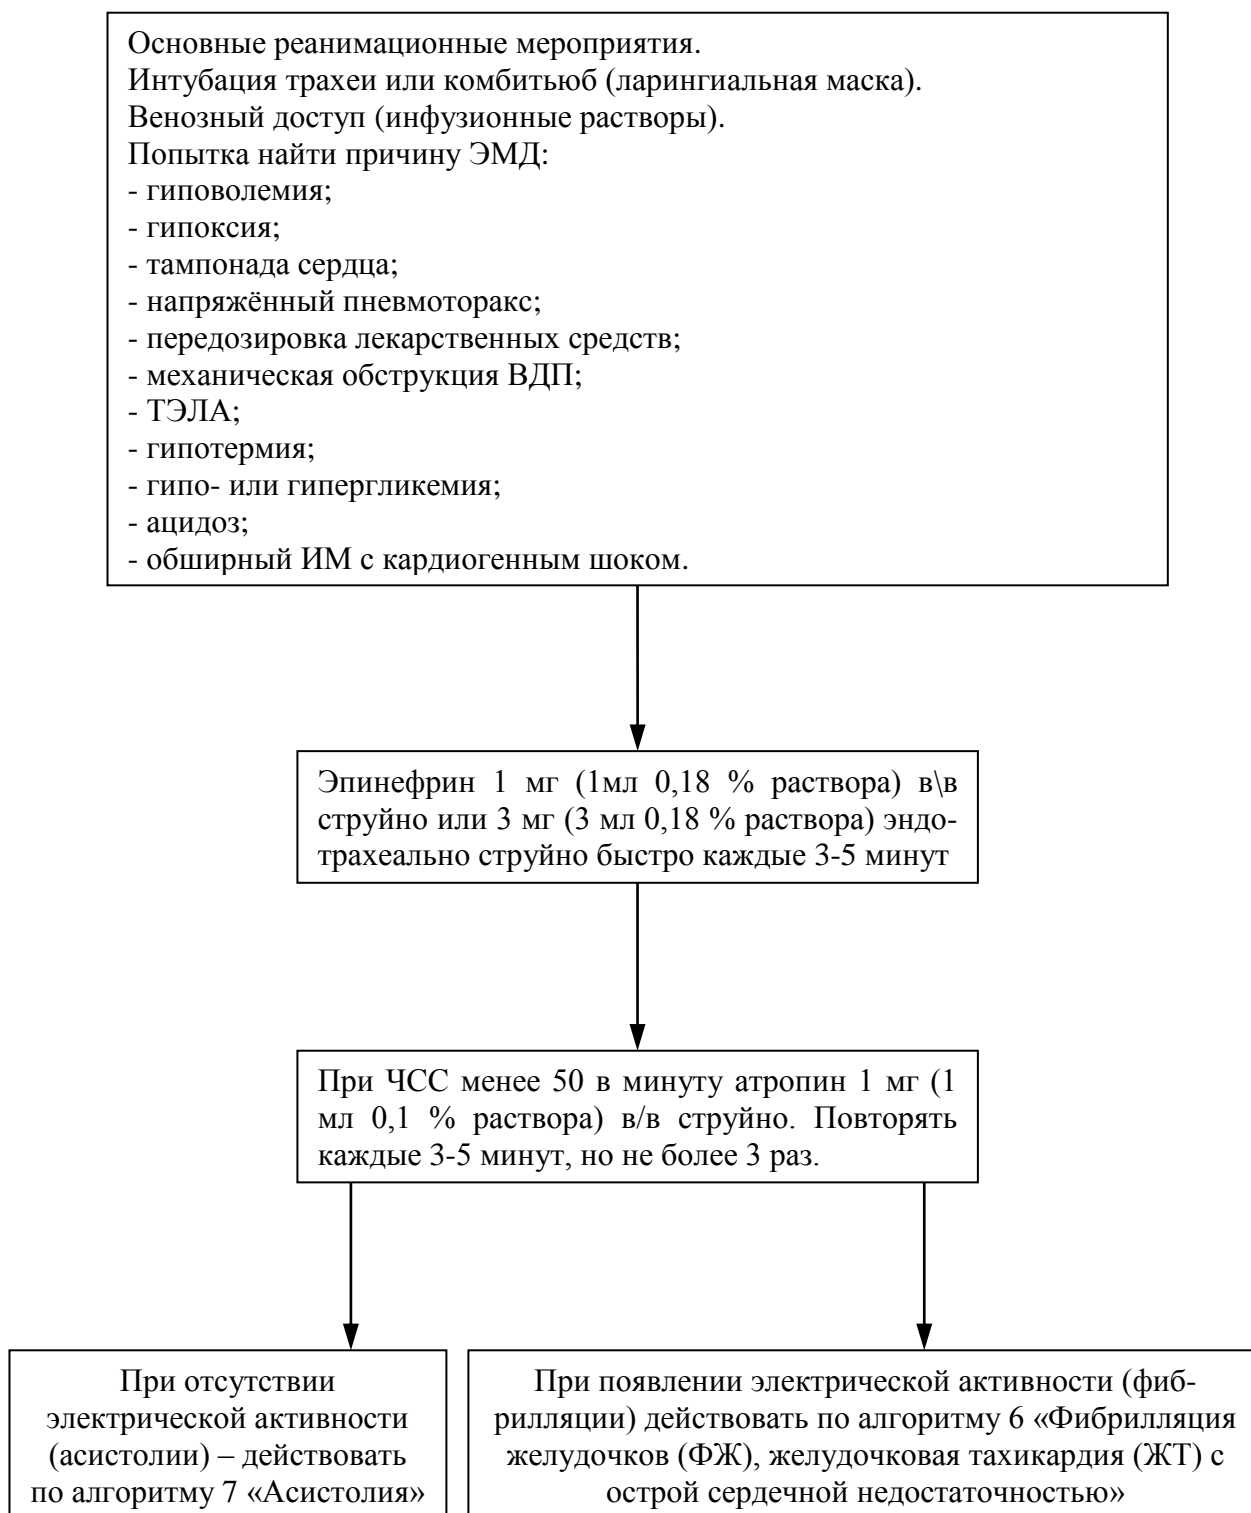 Основные реанимационные мероприятия.
Интубация трахеи или комбитьюб (ларингиальная маска).
Венозный доступ (инфузионные растворы).
Попытка найти причину ЭМД:
- гиповолемия;
- гипоксия;
- тампонада сердца;
- напряжённый пневмоторакс;
- передозировка лекарственных средств;
- механическая обструкция ВДП;
- ТЭЛА;
- гипотермия;
- гипо- или гипергликемия;
- ацидоз;
- обширный ИМ с кардиогенным шоком.
Эпинефрин 1 мг (1мл 0,18 % раствора) в\в
струйно или 3 мг (3 мл 0,18 % раствора) эндо-
трахеально струйно быстро каждые 3-5 минут
При ЧСС менее 50 в минуту атропин 1 мг (1
мл 0,1 % раствора) в/в струйно. Повторять
каждые 3-5 минут, но не более 3 раз.
При отсутствии
электрической активности
(асистолии) – действовать
по алгоритму 7 «Асистолия»
При появлении электрической активности (фиб-
рилляции) действовать по алгоритму 6 «Фибрилляция
желудочков (ФЖ), желудочковая тахикардия (ЖТ) с
острой сердечной недостаточностью»